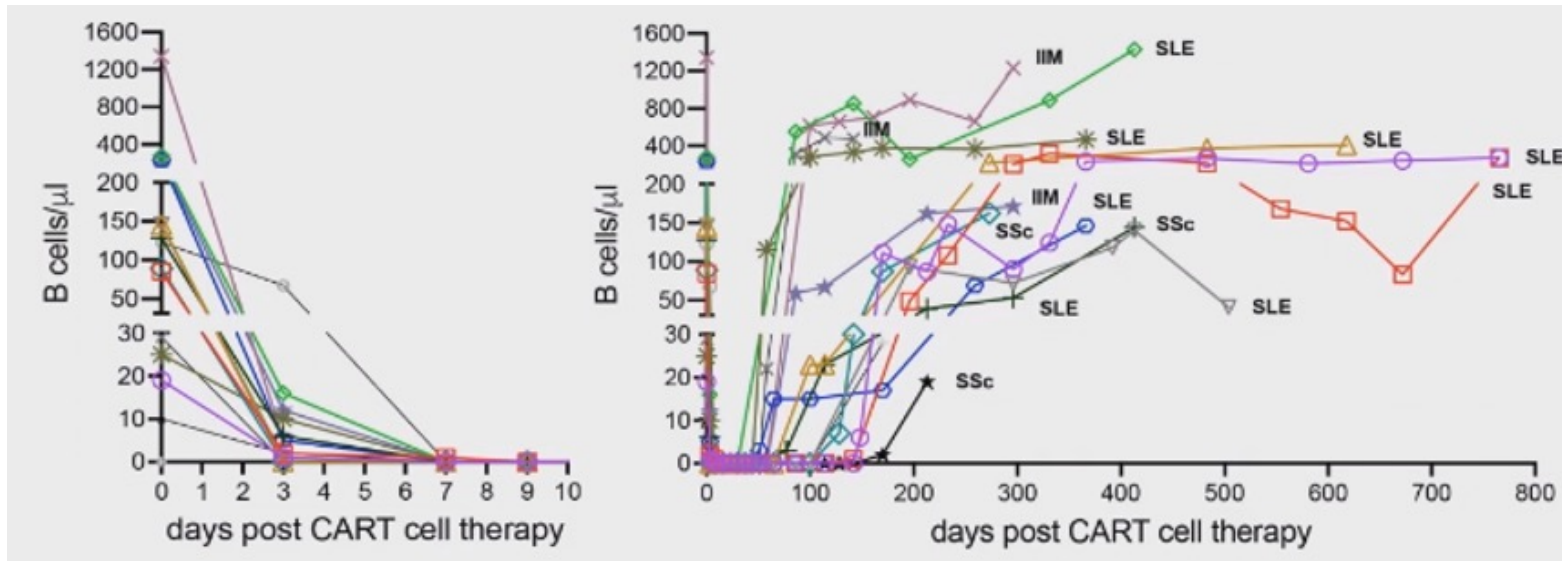 1600
1200
800
400
200
150
100
50
30
20
10
0
B cells/μl
0 1 2 3 4 5 6 7 8 9 10
days post CART cell therapy
1600
1200
800
400
200
150
100
50
30
20
10
0
B cells/μl
IIM
SLE
IIM
SLE
SLE
SLE
SLE
IIM
SLE
SSc
SSc
SLE
SLE
SSc
0 100 200 300 400 500 600 700 800
days post CART cell therapy